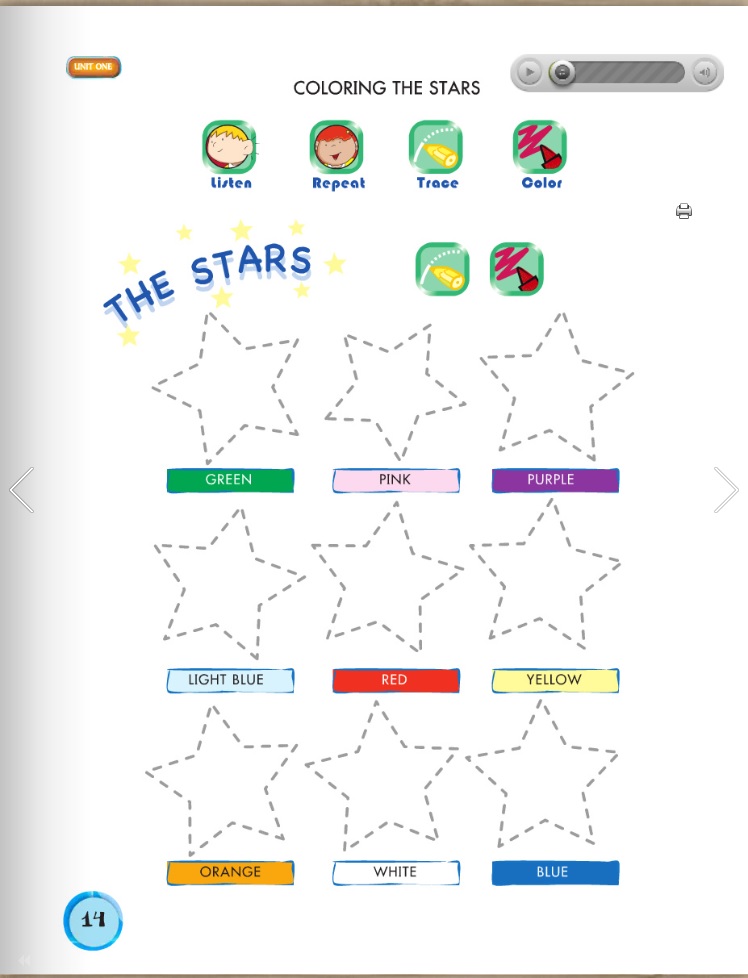 UNIT ONE
COLORING THE STARS
Listen Repeat Trace Color
THE STARS
GREEN PINK PURPLE
LIGHT BLUE RED YELLOW
ORANGE WHITE BLUE
14